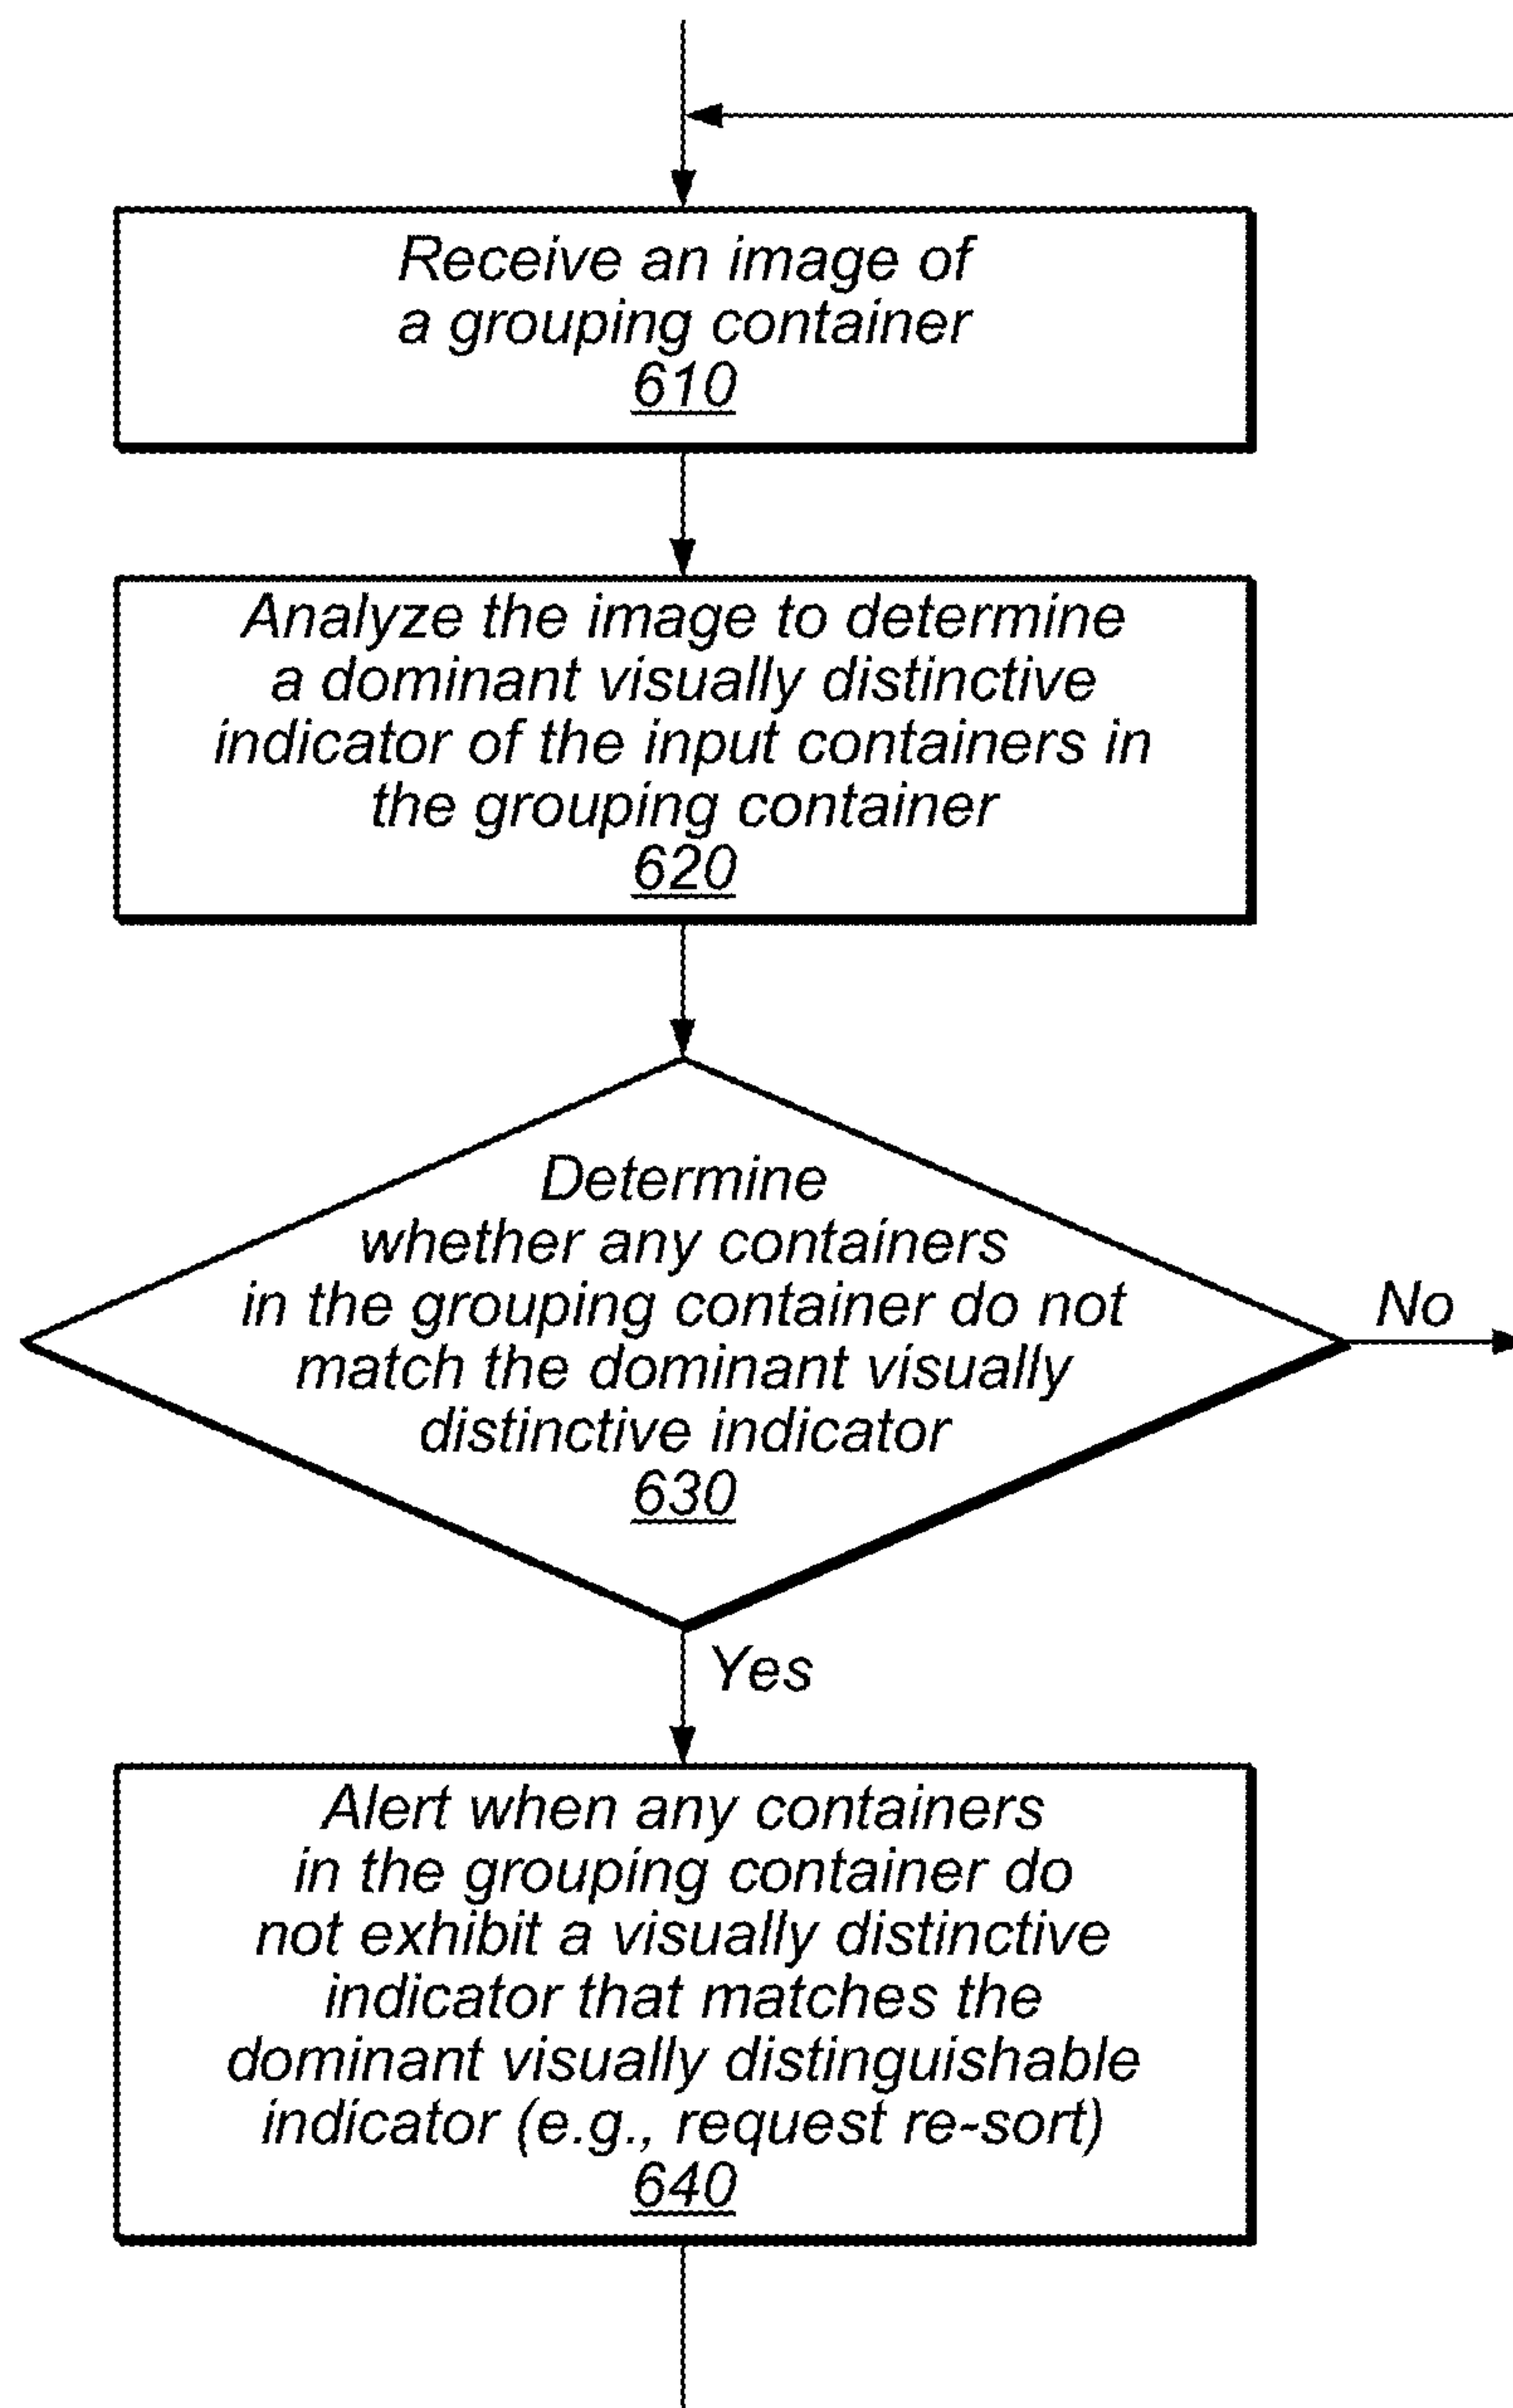 Receive an image of
a grouping container
610
Analyze the image to determine
a dominant visually distinctive
indicator of the input containers in
the grouping container
620
Determine
whether any containers
in the grouping container do not
match the dominant visually
distinctive indicator
630
No
Yes
Alert when any containers
in the grouping container do
not exhibit a visually distinctive
indicator that matches the
dominant visually distinguishable
indicator (e.g., request re-sort)
640